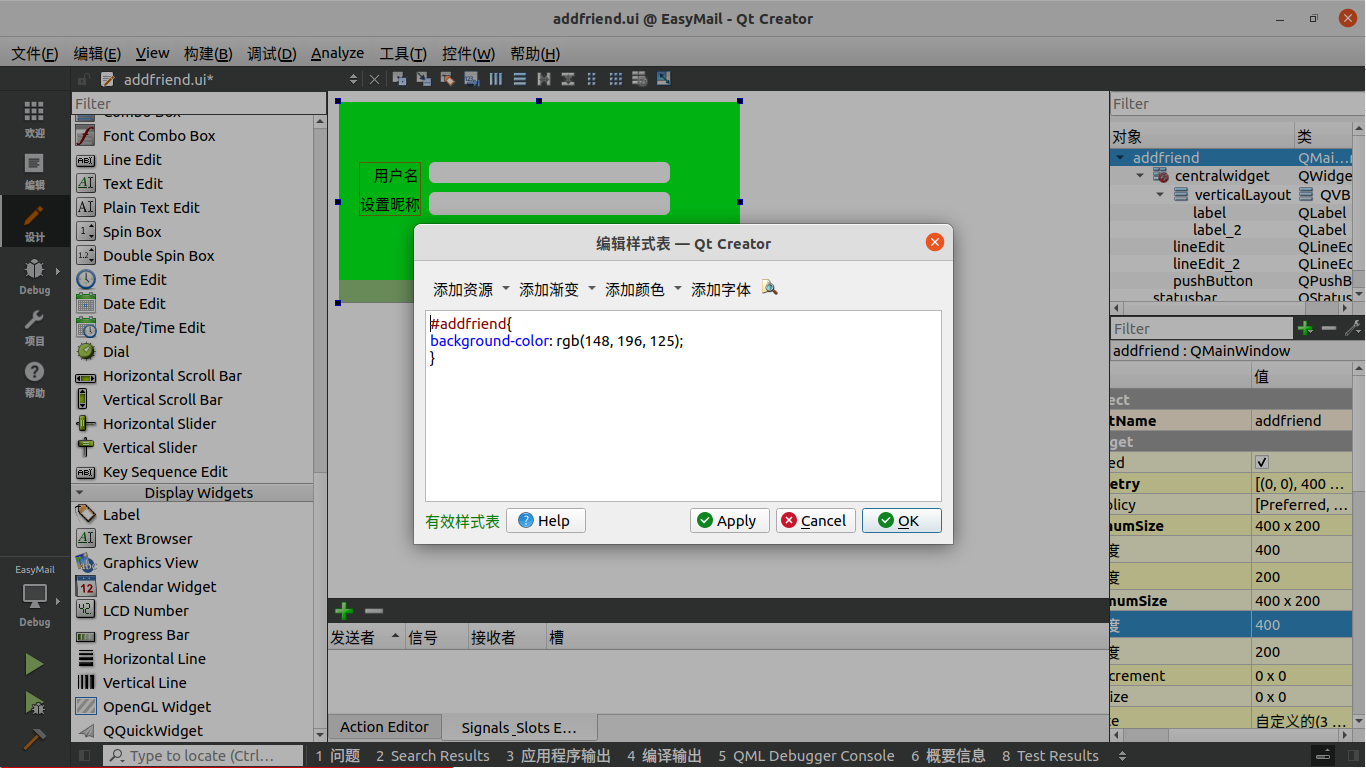 addfriend.ui @ EasyMail - Qt Creator
文件(F) 编辑(E) View 构建(B) 调试(D) Analyze 工具(T) 控件(W) 帮助(H)
addfriend.ui*
欢迎
编辑
设计
Debug
项目
帮助
EasyMail
Debug
Filter
Combo Box
Font Combo Box
Line Edit
Text Edit
Plain Text Edit
Spin Box
Double Spin Box
Time Edit
Date Edit
Date/Time Edit
Dial
Horizontal Scroll Bar
Vertical Scroll Bar
Horizontal Slider
Vertical Slider
Key Sequence Edit
Display Widgets
Label
Text Browser
Graphics View
Calendar Widget
LCD Number
Progress Bar
Horizontal Line
Vertical Line
OpenGL Widget
QQuickWidget
用户名
设置昵称
编辑样式表 — Qt Creator
添加资源 添加渐变 添加颜色 添加字体
#addfriend{
background-color: rgb(148, 196, 125);
}
有效样式表 Help Apply Cancel OK
发送者 信号 接收者 槽
Action Editor Signals_Slots E…
Filter
对象 类
addfriend QMai…
centralwidget QWidge
verticalLayout QVB
label QLabel
label_2 QLabel
lineEdit QLineEc
lineEdit_2 QLineEc
pushButton QPushB
statusbar QStatus
Filter
addfriend : QMainWindow
值
ect
tName addfriend
get
ed
etry [(0, 0), 400 ...
olicy [Preferred, ...
mumSize 400 x 200
度 400
度 200
mumSize 400 x 200
度 400
度 200
crement 0 x 0
ize 0 x 0
自定义的(3 ...
Type to locate (Ctrl... 1 问题 2 Search Results 3 应用程序输出 4 编译输出 5 QML Debugger Console 6 概要信息 8 Test Results